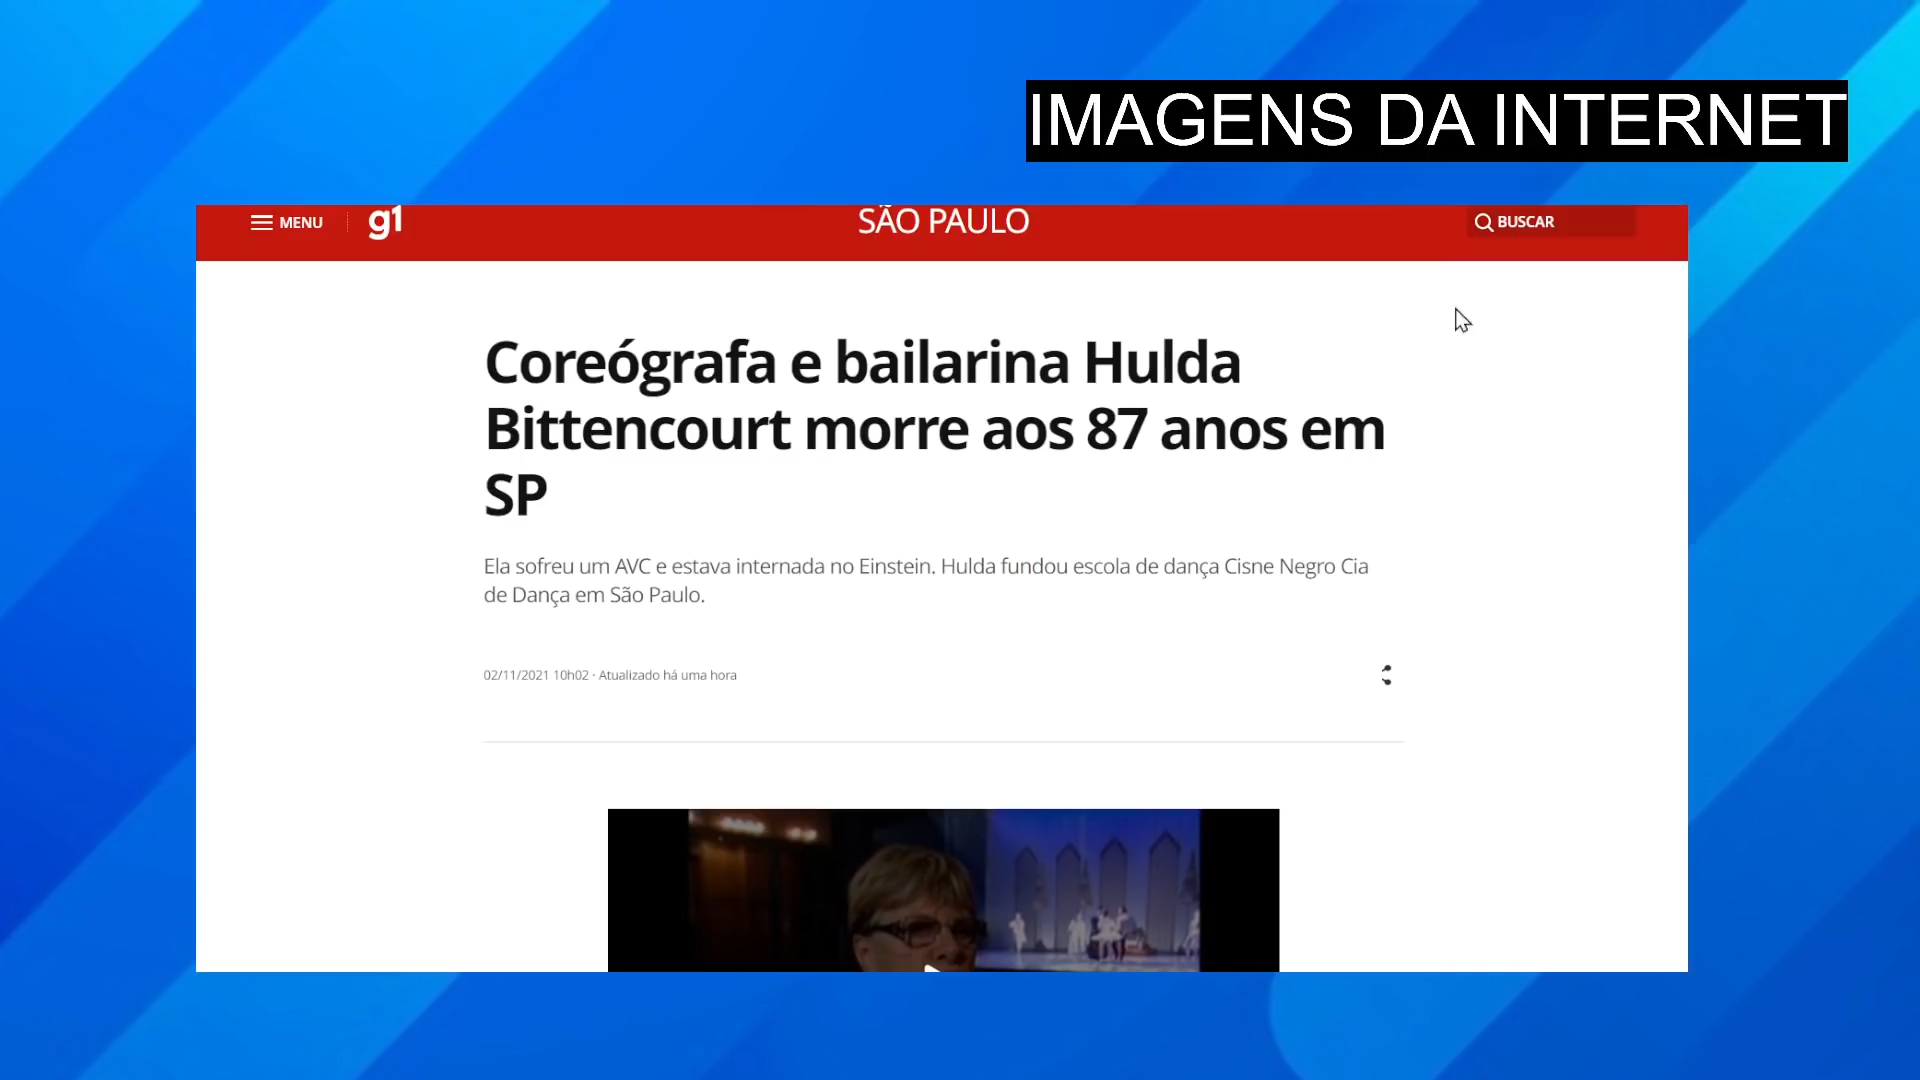 IMAGENS DA INTERNET
MENU
g1
SÃO PAULO
BUSCAR
Coreógrafa e bailarina Hulda
Bittencourt morre aos 87 anos em
SP
Ela sofreu um AVC e estava internada no Einstein. Hulda fundou escola de dança Cisne Negro Cia
de Dança em São Paulo.
02/11/2021 10h02 · Atualizado há uma hora